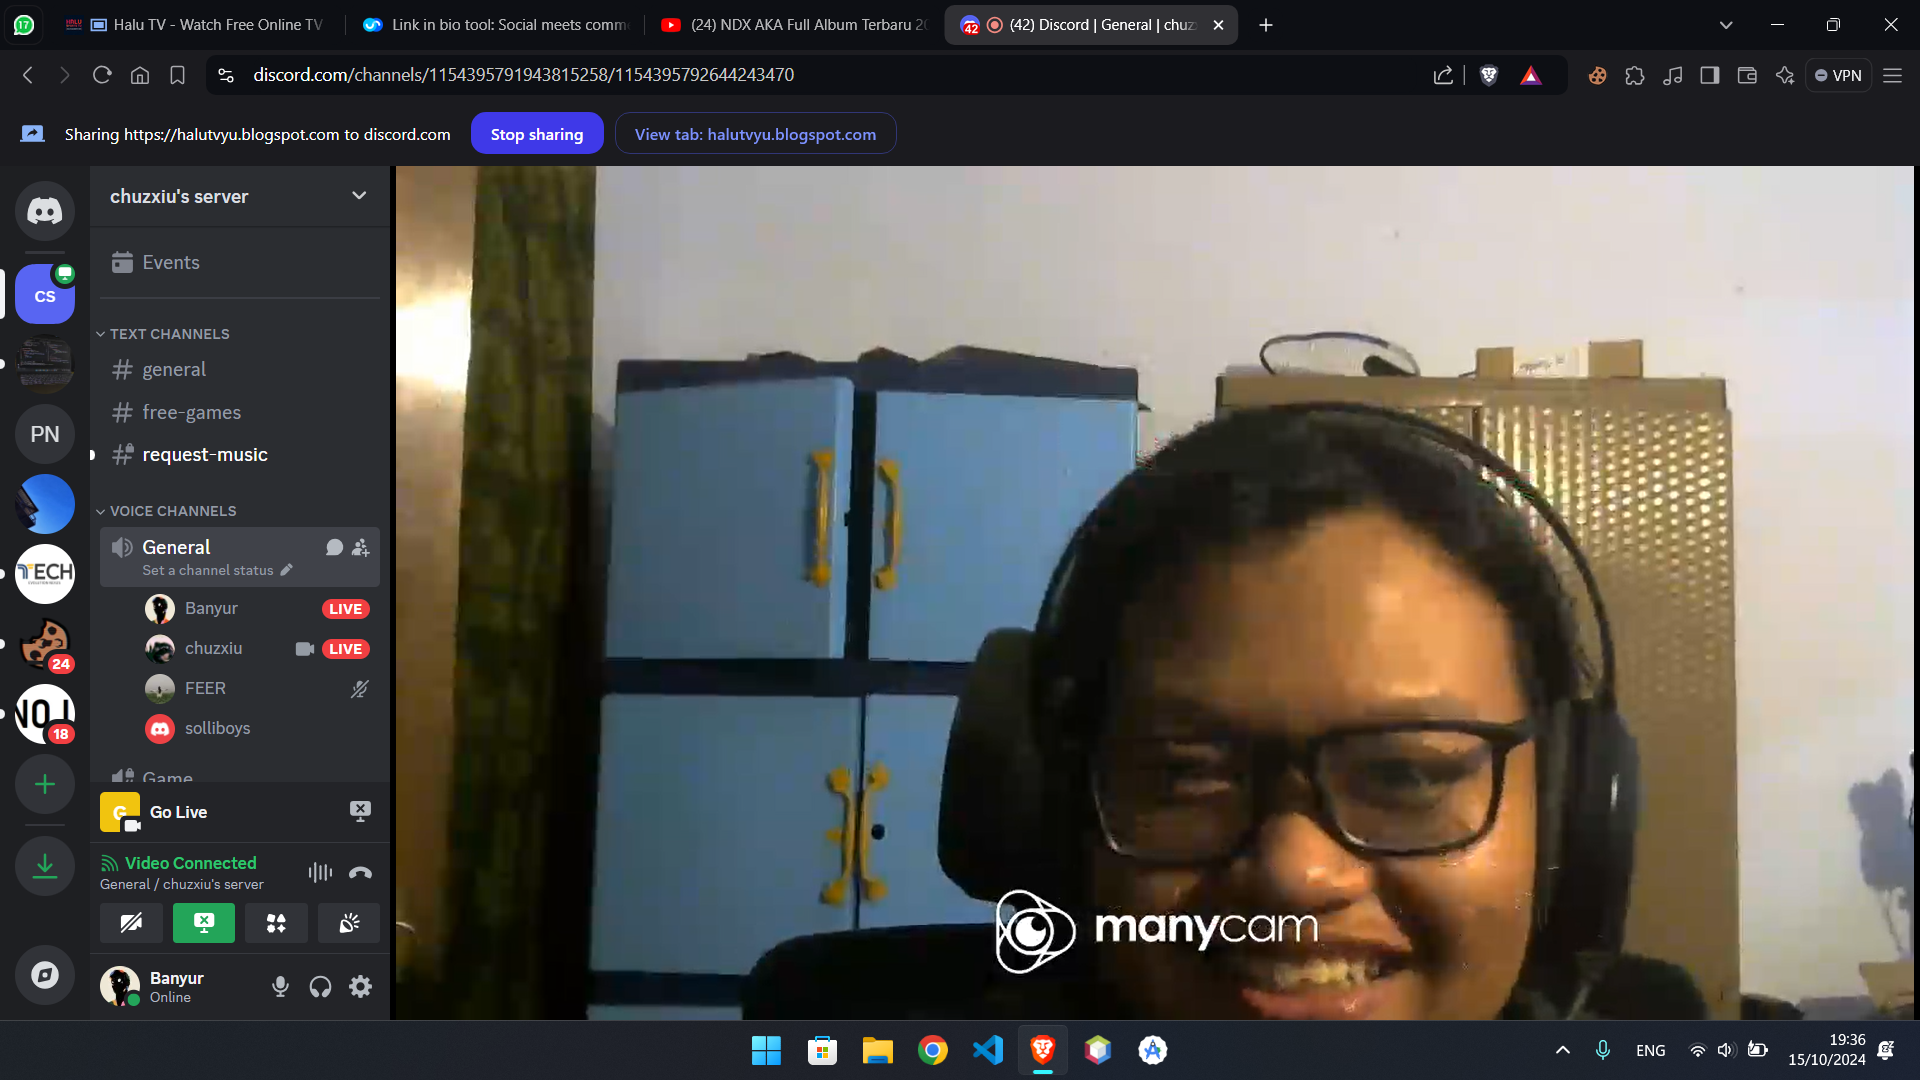 17
Halu TV - Watch Free Online TV
Link in bio tool: Social meets comm
(24) NDX AKA Full Album Terbaru 20
42
(42) Discord | General | chuz
discord.com/channels/1154395791943815258/1154395792644243470
VPN
Sharing https://halutvyu.blogspot.com to discord.com
Stop sharing
View tab: halutvyu.blogspot.com
chuzxiu's server
Events
CS
TEXT CHANNELS
general
free-games
PN
request-music
VOICE CHANNELS
General
Set a channel status
TECH
Banyur LIVE
chuzxiu LIVE
24
FEER
NOJ
18
solliboys
Game
G
Go Live
Video Connected
General / chuzxiu's server
manycam
Banyur
Online
ENG
19:36
15/10/2024